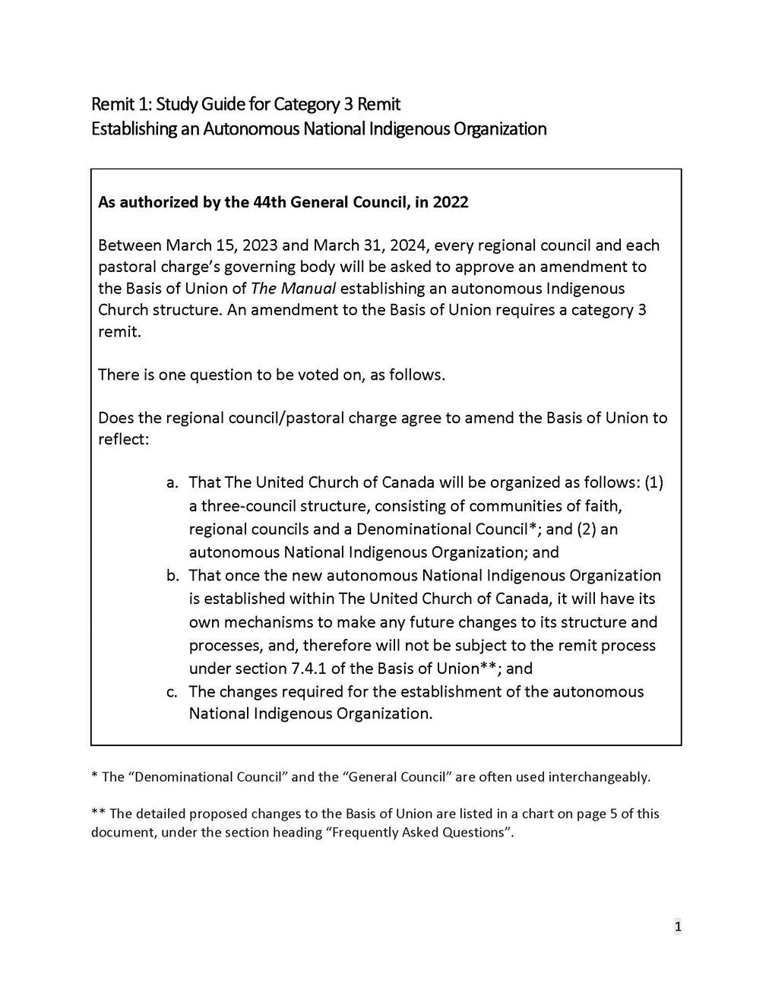 Remit 1: Study Guide for Category 3 Remit
Establishing an Autonomous National Indigenous Organization
As authorized by the 44th General Council, in 2022
Between March 15, 2023 and March 31, 2024, every regional council and each
pastoral charge’s governing body will be asked to approve an amendment to
the Basis of Union of The Manual establishing an autonomous Indigenous
Church structure. An amendment to the Basis of Union requires a category 3
remit.
There is one question to be voted on, as follows.
Does the regional council/pastoral charge agree to amend the Basis of Union to
reflect:
a. That The United Church of Canada will be organized as follows: (1)
a three-council structure, consisting of communities of faith,
regional councils and a Denominational Council*; and (2) an
autonomous National Indigenous Organization; and
b. That once the new autonomous National Indigenous Organization
is established within The United Church of Canada, it will have its
own mechanisms to make any future changes to its structure and
processes, and, therefore will not be subject to the remit process
under section 7.4.1 of the Basis of Union**; and
c. The changes required for the establishment of the autonomous
National Indigenous Organization.
* The “Denominational Council” and the “General Council” are often used interchangeably.
** The detailed proposed changes to the Basis of Union are listed in a chart on page 5 of this
document, under the section heading “Frequently Asked Questions”.
1